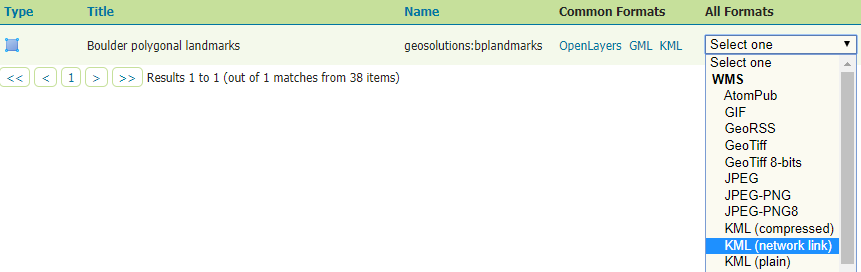 Type Title Name Common Formats All Formats
Boulder polygonal landmarks geosolutions:bplandmarks OpenLayers GML KML Select one
<< < 1 > >> Results 1 to 1 (out of 1 matches from 38 items)
Select one
WMS
AtomPub
GIF
GeoRSS
GeoTiff
GeoTiff 8-bits
JPEG
JPEG-PNG
JPEG-PNG8
KML (compressed)
KML (network link)
KML (plain)